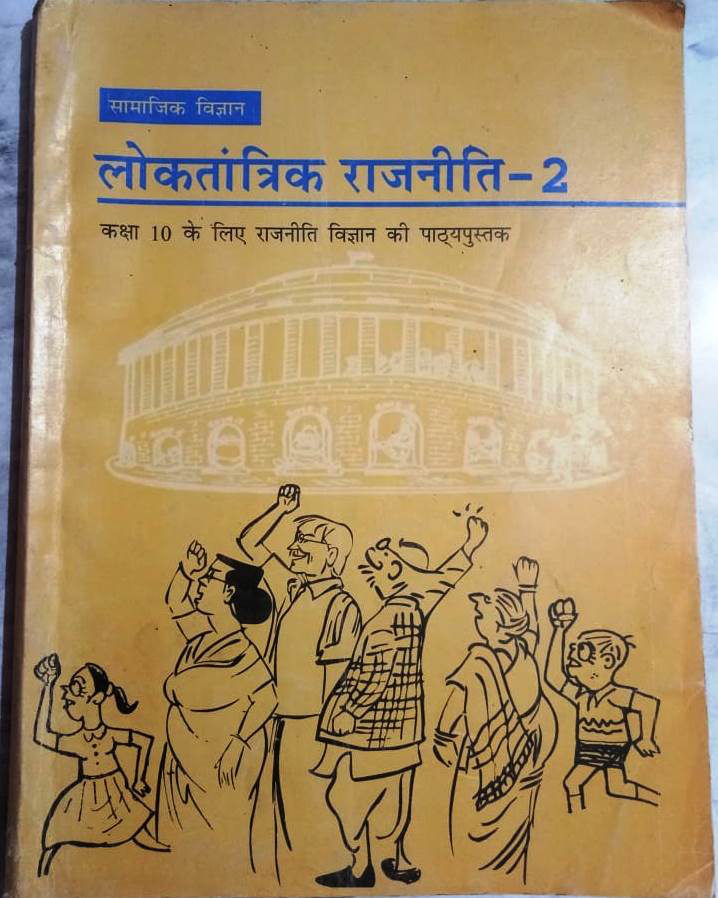 सामाजिक विज्ञान
लोकतांत्रिक राजनीति-2
कक्षा 10 के लिए राजनीति विज्ञान की पाठ्यपुस्तक